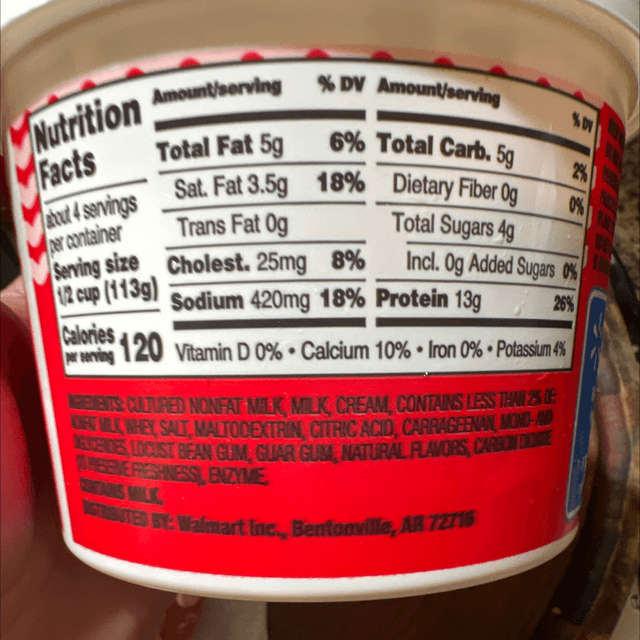 Nutrition
Facts
about 4 servings
per container
Serving size
1/2 cup (113g)
Calories
per serving
120
Amount/serving % DV
Total Fat 5g 6%
Sat. Fat 3.5g 18%
Trans Fat 0g
Cholest. 25mg 8%
Sodium 420mg 18%
Amount/serving % DV
Total Carb. 5g 2%
Dietary Fiber 0g 0%
Total Sugars 4g
Incl. 0g Added Sugars 0%
Protein 13g 26%
Vitamin D 0% • Calcium 10% • Iron 0% • Potassium 4%
INGREDIENTS: CULTURED NONFAT MILK, MILK, CREAM, CONTAINS LESS THAN 2% OF:
NONFAT MILK, WHEY, SALT, MALTODEXTRIN, CITRIC ACID, CARRAGEENAN, MONO- AND
DIGLYCERIDES, LOCUST BEAN GUM, GUAR GUM, NATURAL FLAVORS, CARBON DIOXIDE
TO PRESERVE FRESHNESS), ENZYME.
CONTAINS MILK.
DISTRIBUTED BY: Walmart Inc., Bentonville, AR 72716